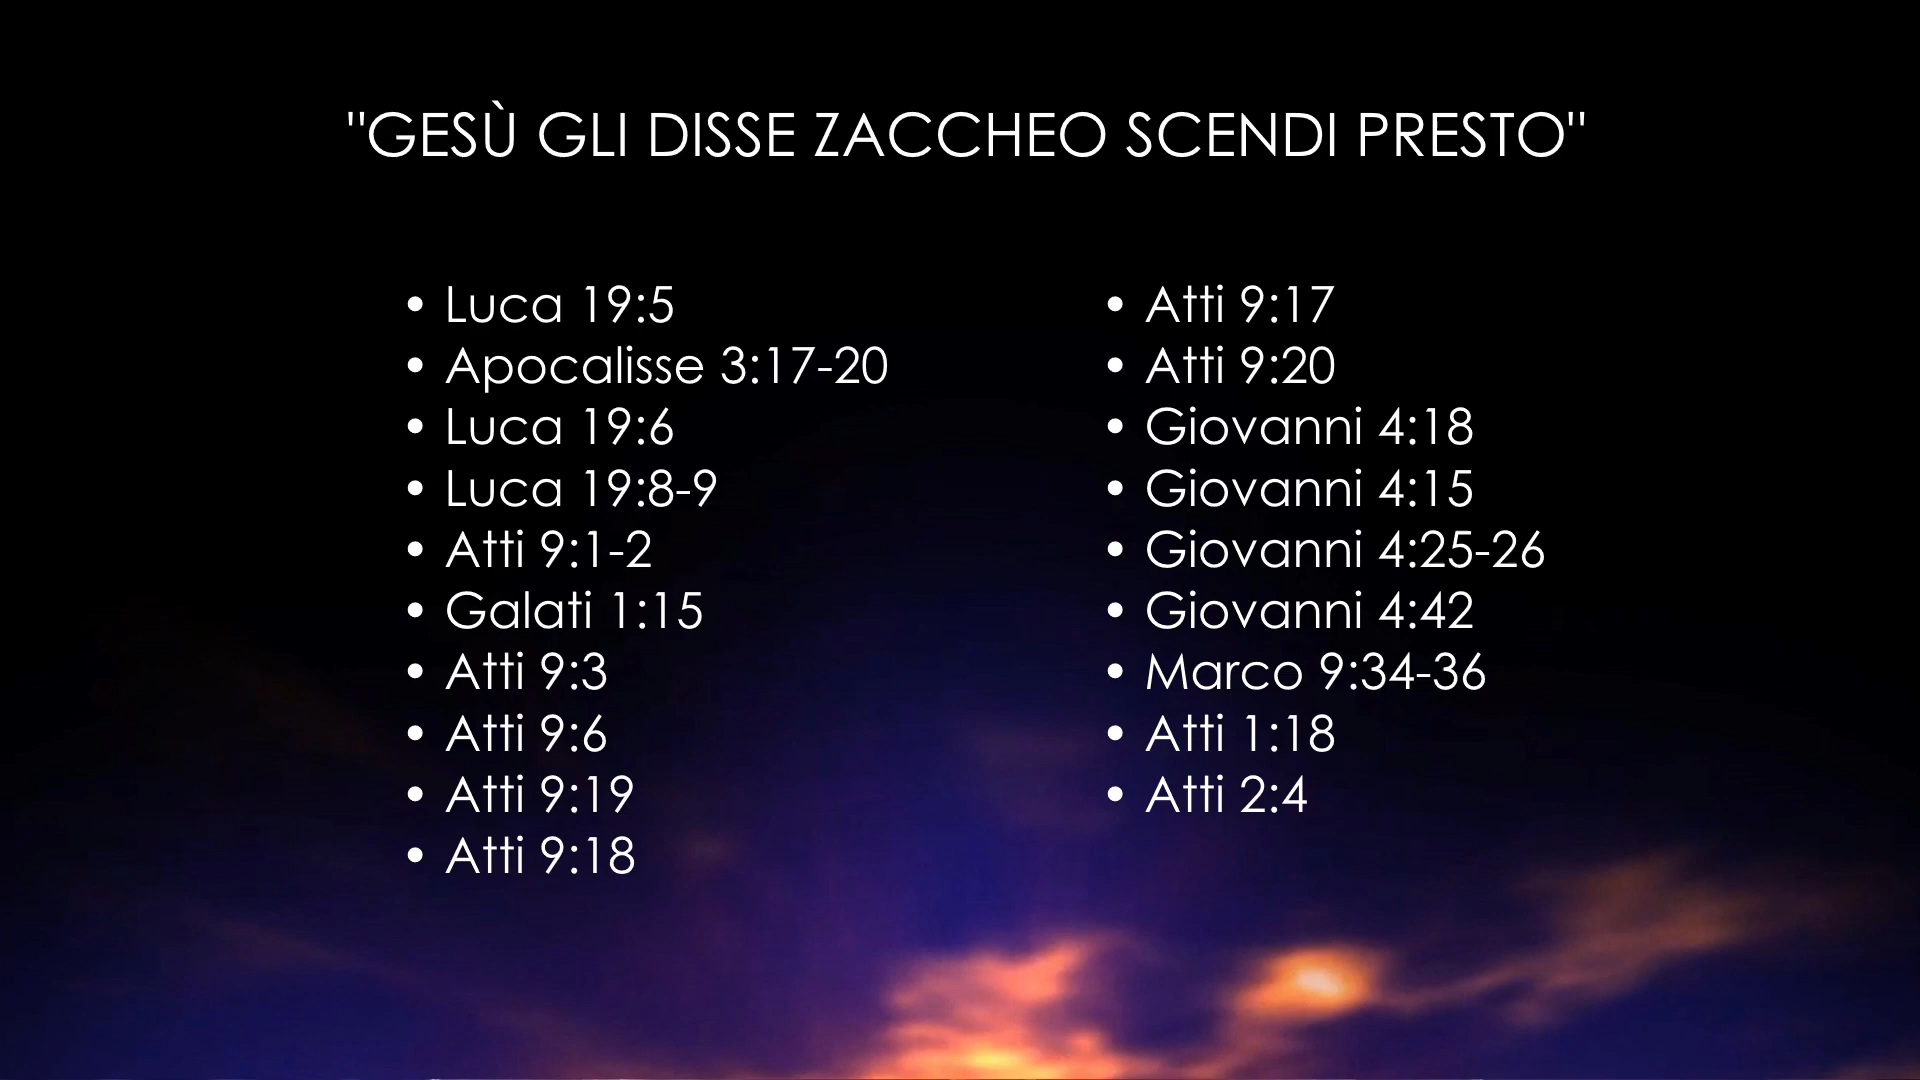 "GESÙ GLI DISSE ZACCHEO SCENDI PRESTO"
• Luca 19:5
• Apocalisse 3:17-20
• Luca 19:6
• Luca 19:8-9
• Atti 9:1-2
• Galati 1:15
• Atti 9:3
• Atti 9:6
• Atti 9:19
• Atti 9:18
• Atti 9:17
• Atti 9:20
• Giovanni 4:18
• Giovanni 4:15
• Giovanni 4:25-26
• Giovanni 4:42
• Marco 9:34-36
• Atti 1:18
• Atti 2:4